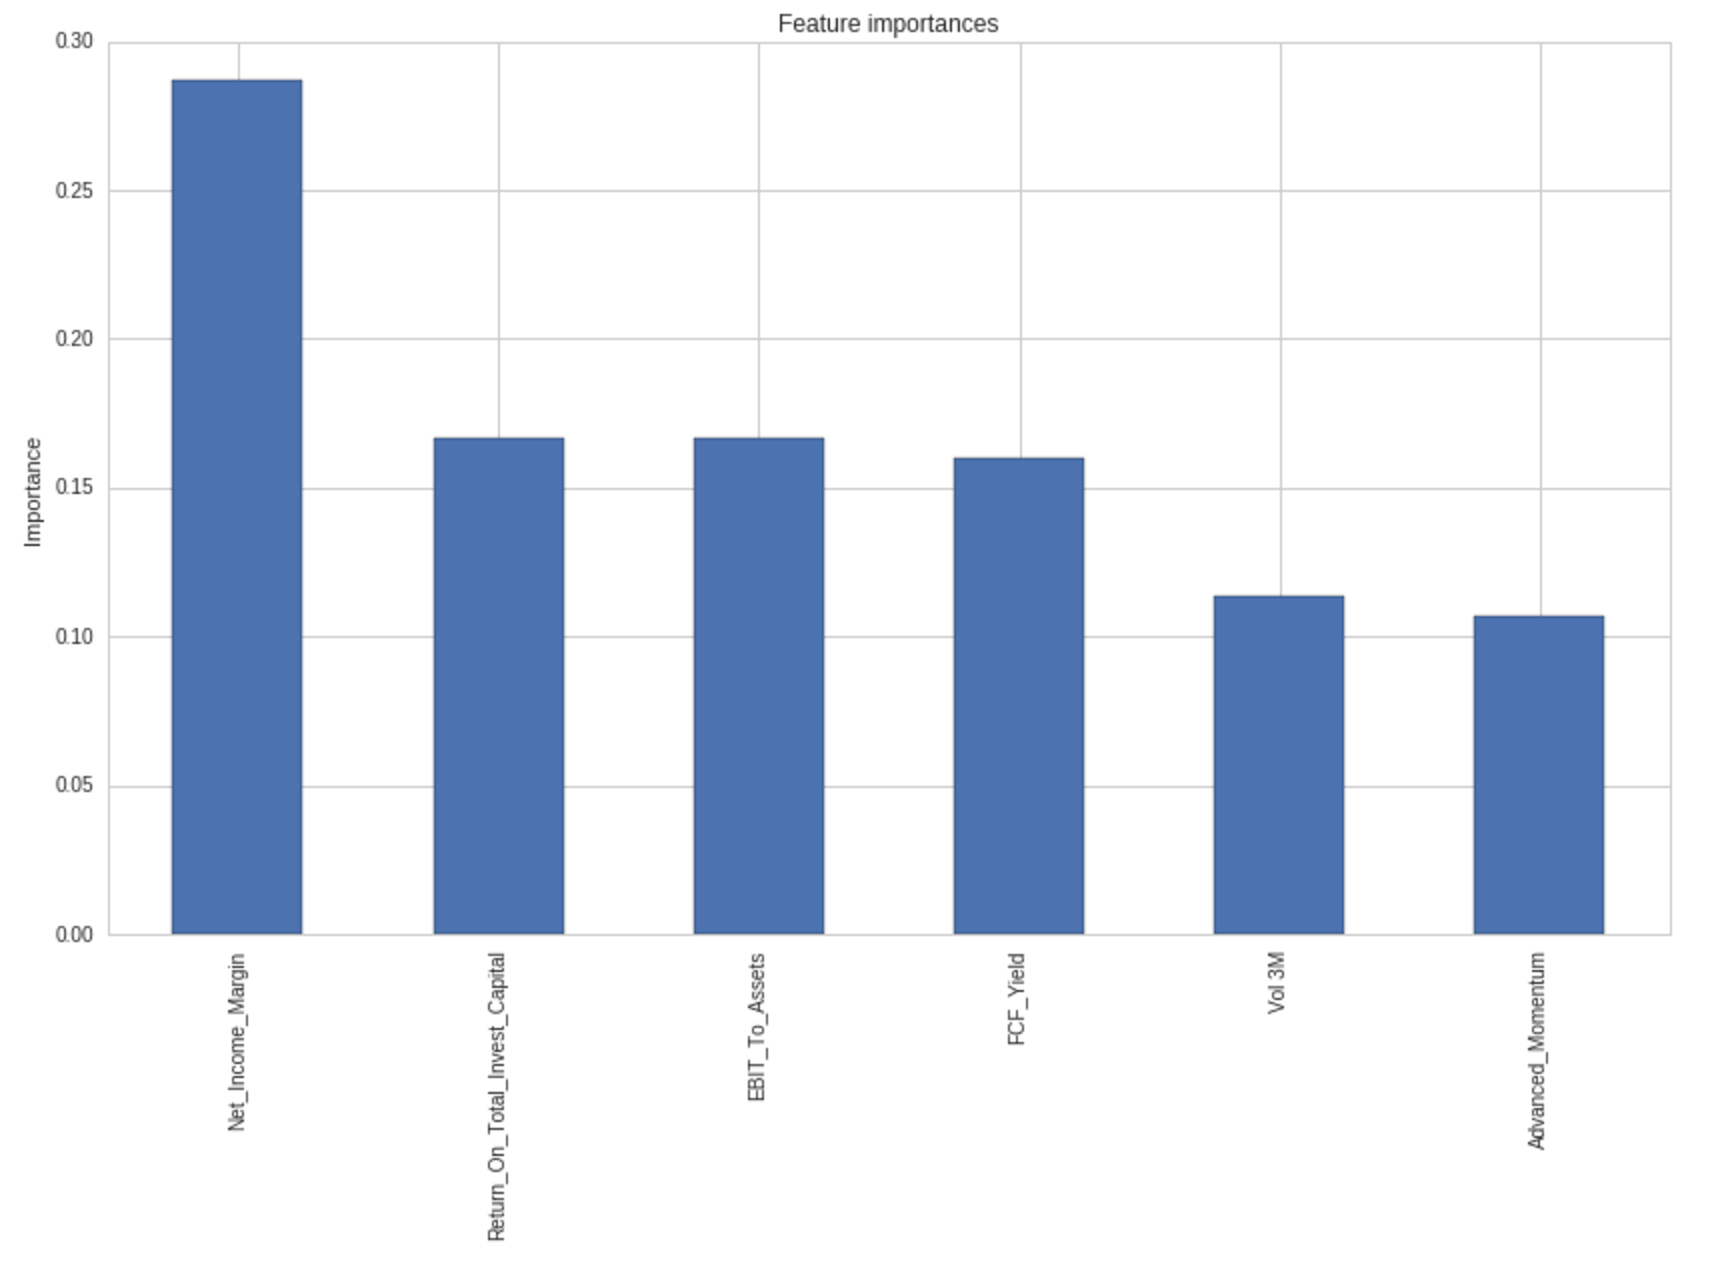 Feature importances
0.30
0.25
0.20
0.15
0.10
0.05
0.00
Importance
Net_Income_Margin
Return_On_Total_Invest_Capital
EBIT_To_Assets
FCF_Yield
Vol 3M
Advanced_Momentum